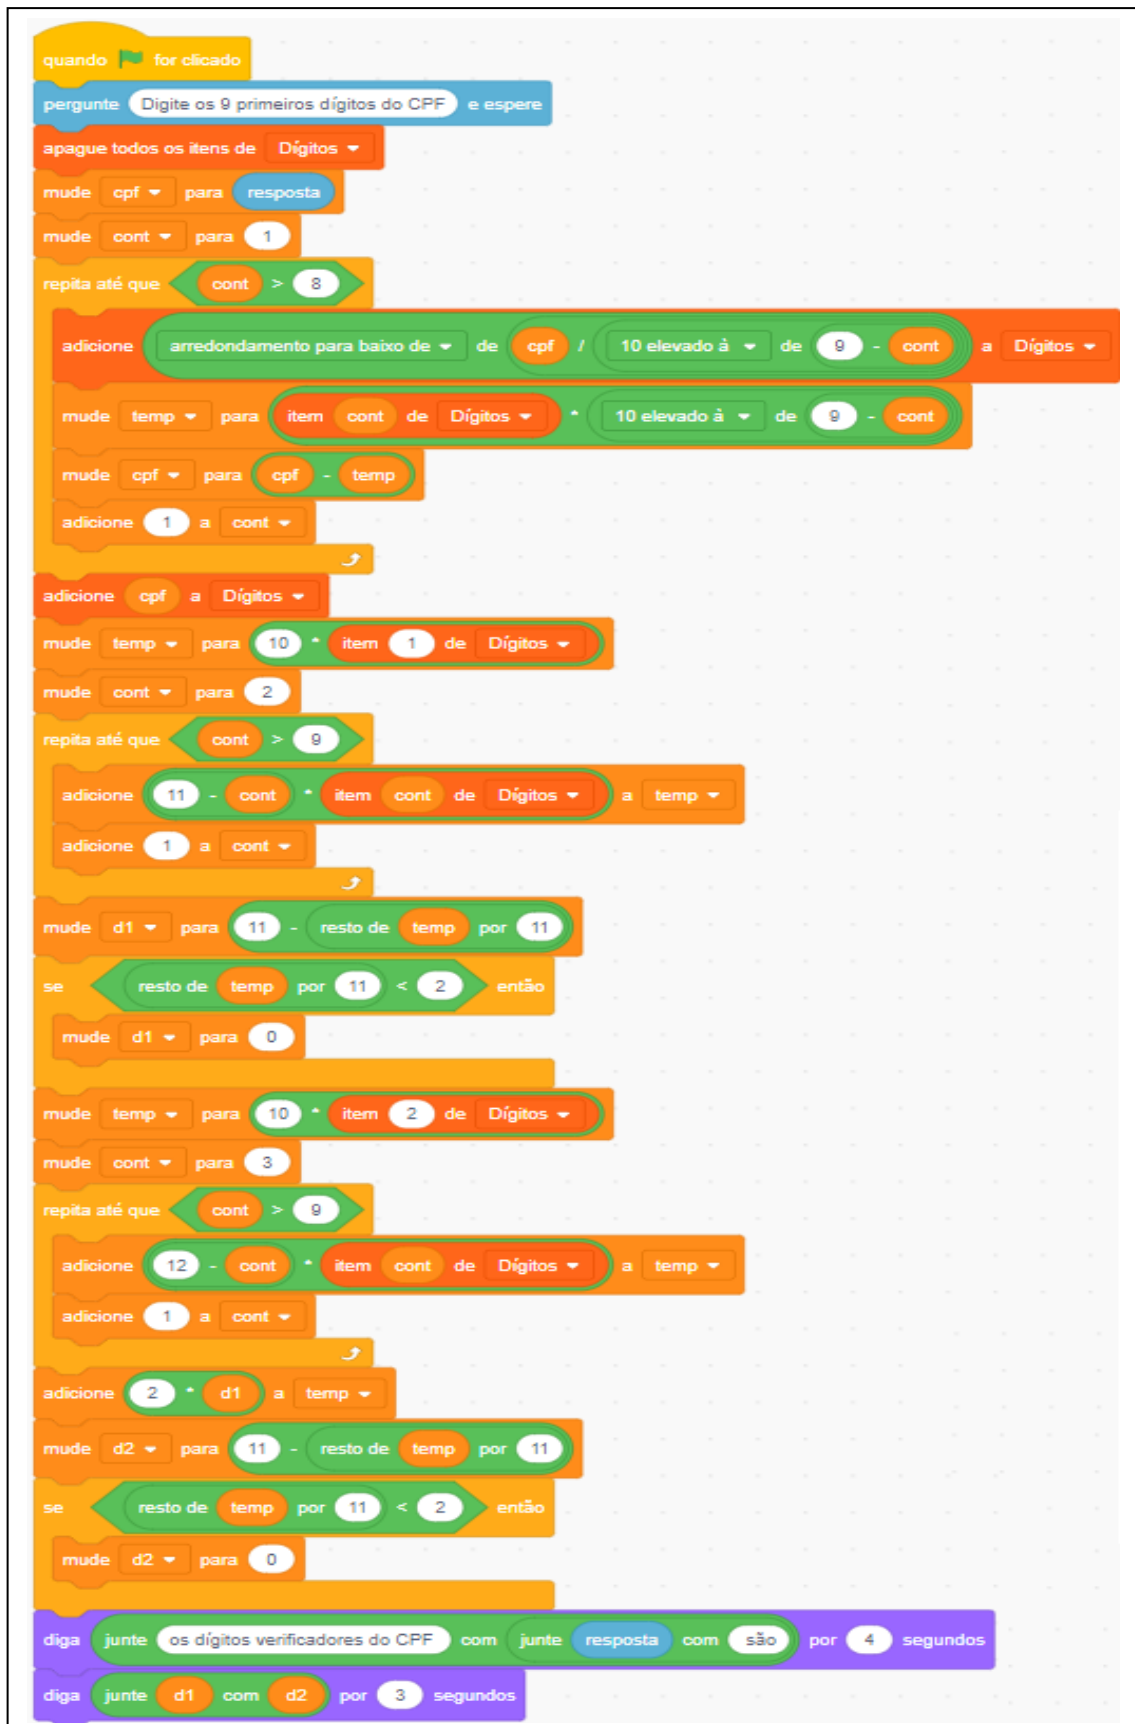 quando for clicado
pergunte Digite os 9 primeiros dígitos do CPF e espere
apague todos os itens de Dígitos
mude cpf para resposta
mude cont para 1
repita até que cont > 8
adicione arredondamento para baixo de de cpf / 10 elevado à de 9 - cont a Dígitos
mude temp para item cont de Dígitos * 10 elevado à de 9 - cont
mude cpf para cpf - temp
adicione 1 a cont
adicione cpf a Dígitos
mude temp para 10 * item 1 de Dígitos
mude cont para 2
repita até que cont > 9
adicione 11 - cont * item cont de Dígitos a temp
adicione 1 a cont
mude d1 para 11 - resto de temp por 11
se resto de temp por 11 < 2 então
mude d1 para 0
mude temp para 10 * item 2 de Dígitos
mude cont para 3
repita até que cont > 9
adicione 12 - cont * item cont de Dígitos a temp
adicione 1 a cont
adicione 2 * d1 a temp
mude d2 para 11 - resto de temp por 11
se resto de temp por 11 < 2 então
mude d2 para 0
diga junte os dígitos verificadores do CPF com junte resposta com são por 4 segundos
diga junte d1 com d2 por 3 segundos